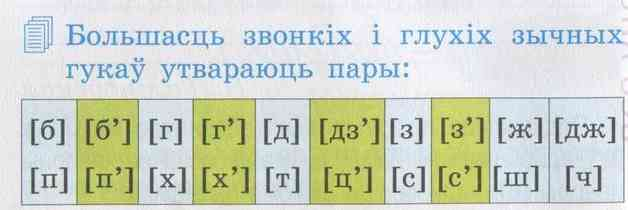 Большасць звонкіх і глухіх зычных
гукаў утвараюць пары:
[б] [б’] [г] [г’] [д] [дз’] [з] [з’] [ж] [дж]
[п] [п’] [х] [х’] [т] [ц’] [с] [с’] [ш] [ч]